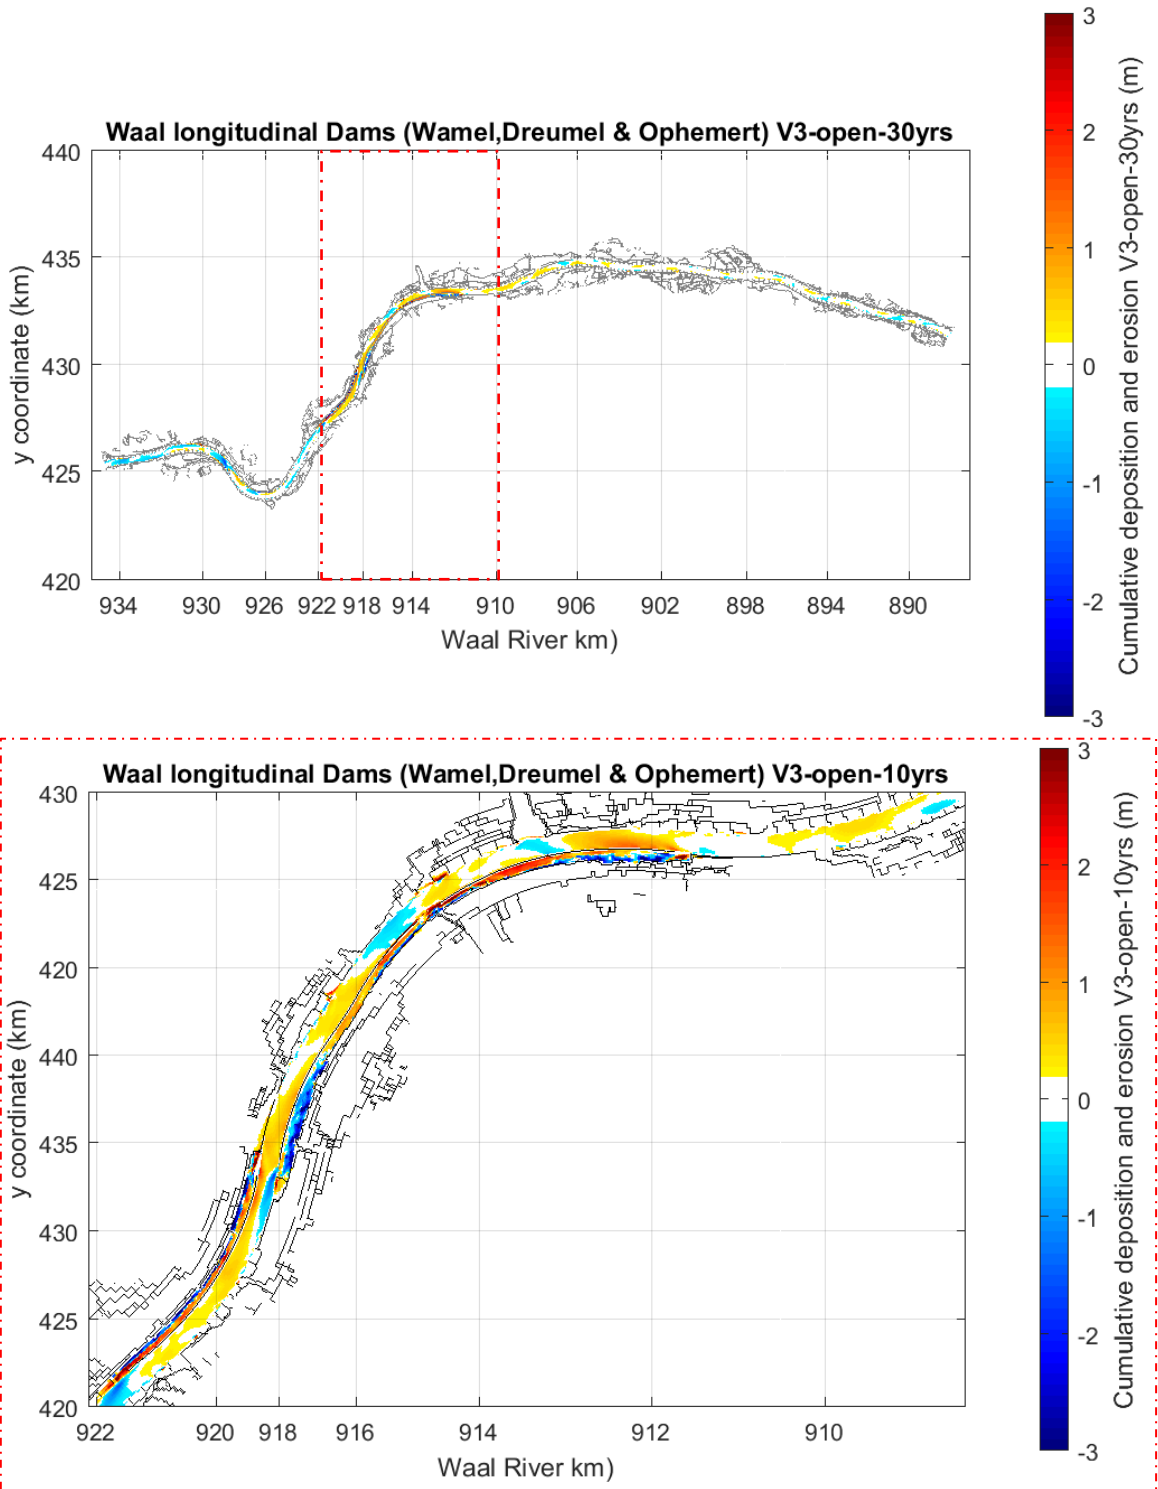 Waal longitudinal Dams (Wamel,Dreumel & Ophemert) V3-open-30yrs
440
435
430
425
420
y coordinate (km)
934 930 926 922 918 914 910 906 902 898 894 890
Waal River km)
3
2
1
0
-1
-2
-3
Cumulative deposition and erosion V3-open-30yrs (m)
Waal longitudinal Dams (Wamel,Dreumel & Ophemert) V3-open-10yrs
430
425
420
440
435
430
425
420
y coordinate (km)
922 920 918 916 914 912 910
Waal River km)
3
2
1
0
-1
-2
-3
Cumulative deposition and erosion V3-open-10yrs (m)